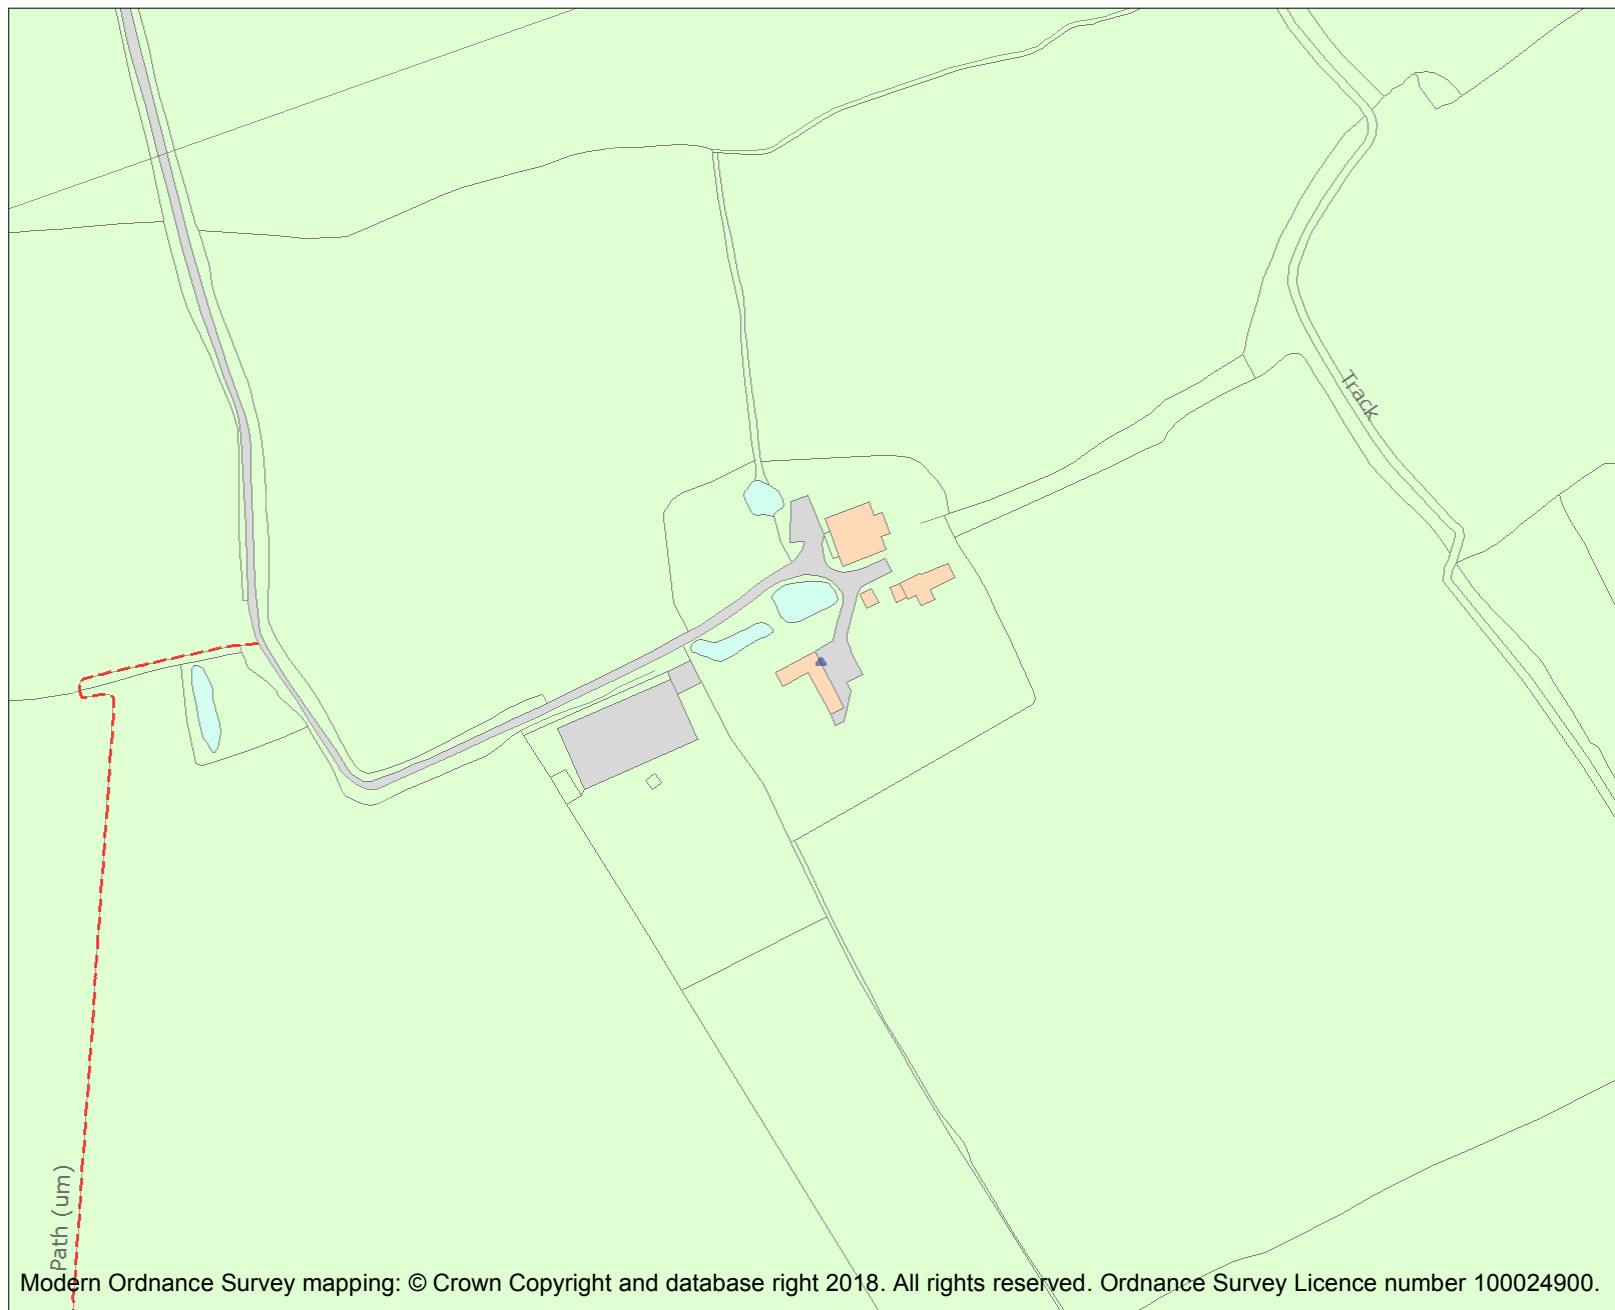 Track
Path (um)
Modern Ordnance Survey mapping: © Crown Copyright and database right 2018. All rights reserved. Ordnance Survey Licence number 100024900.